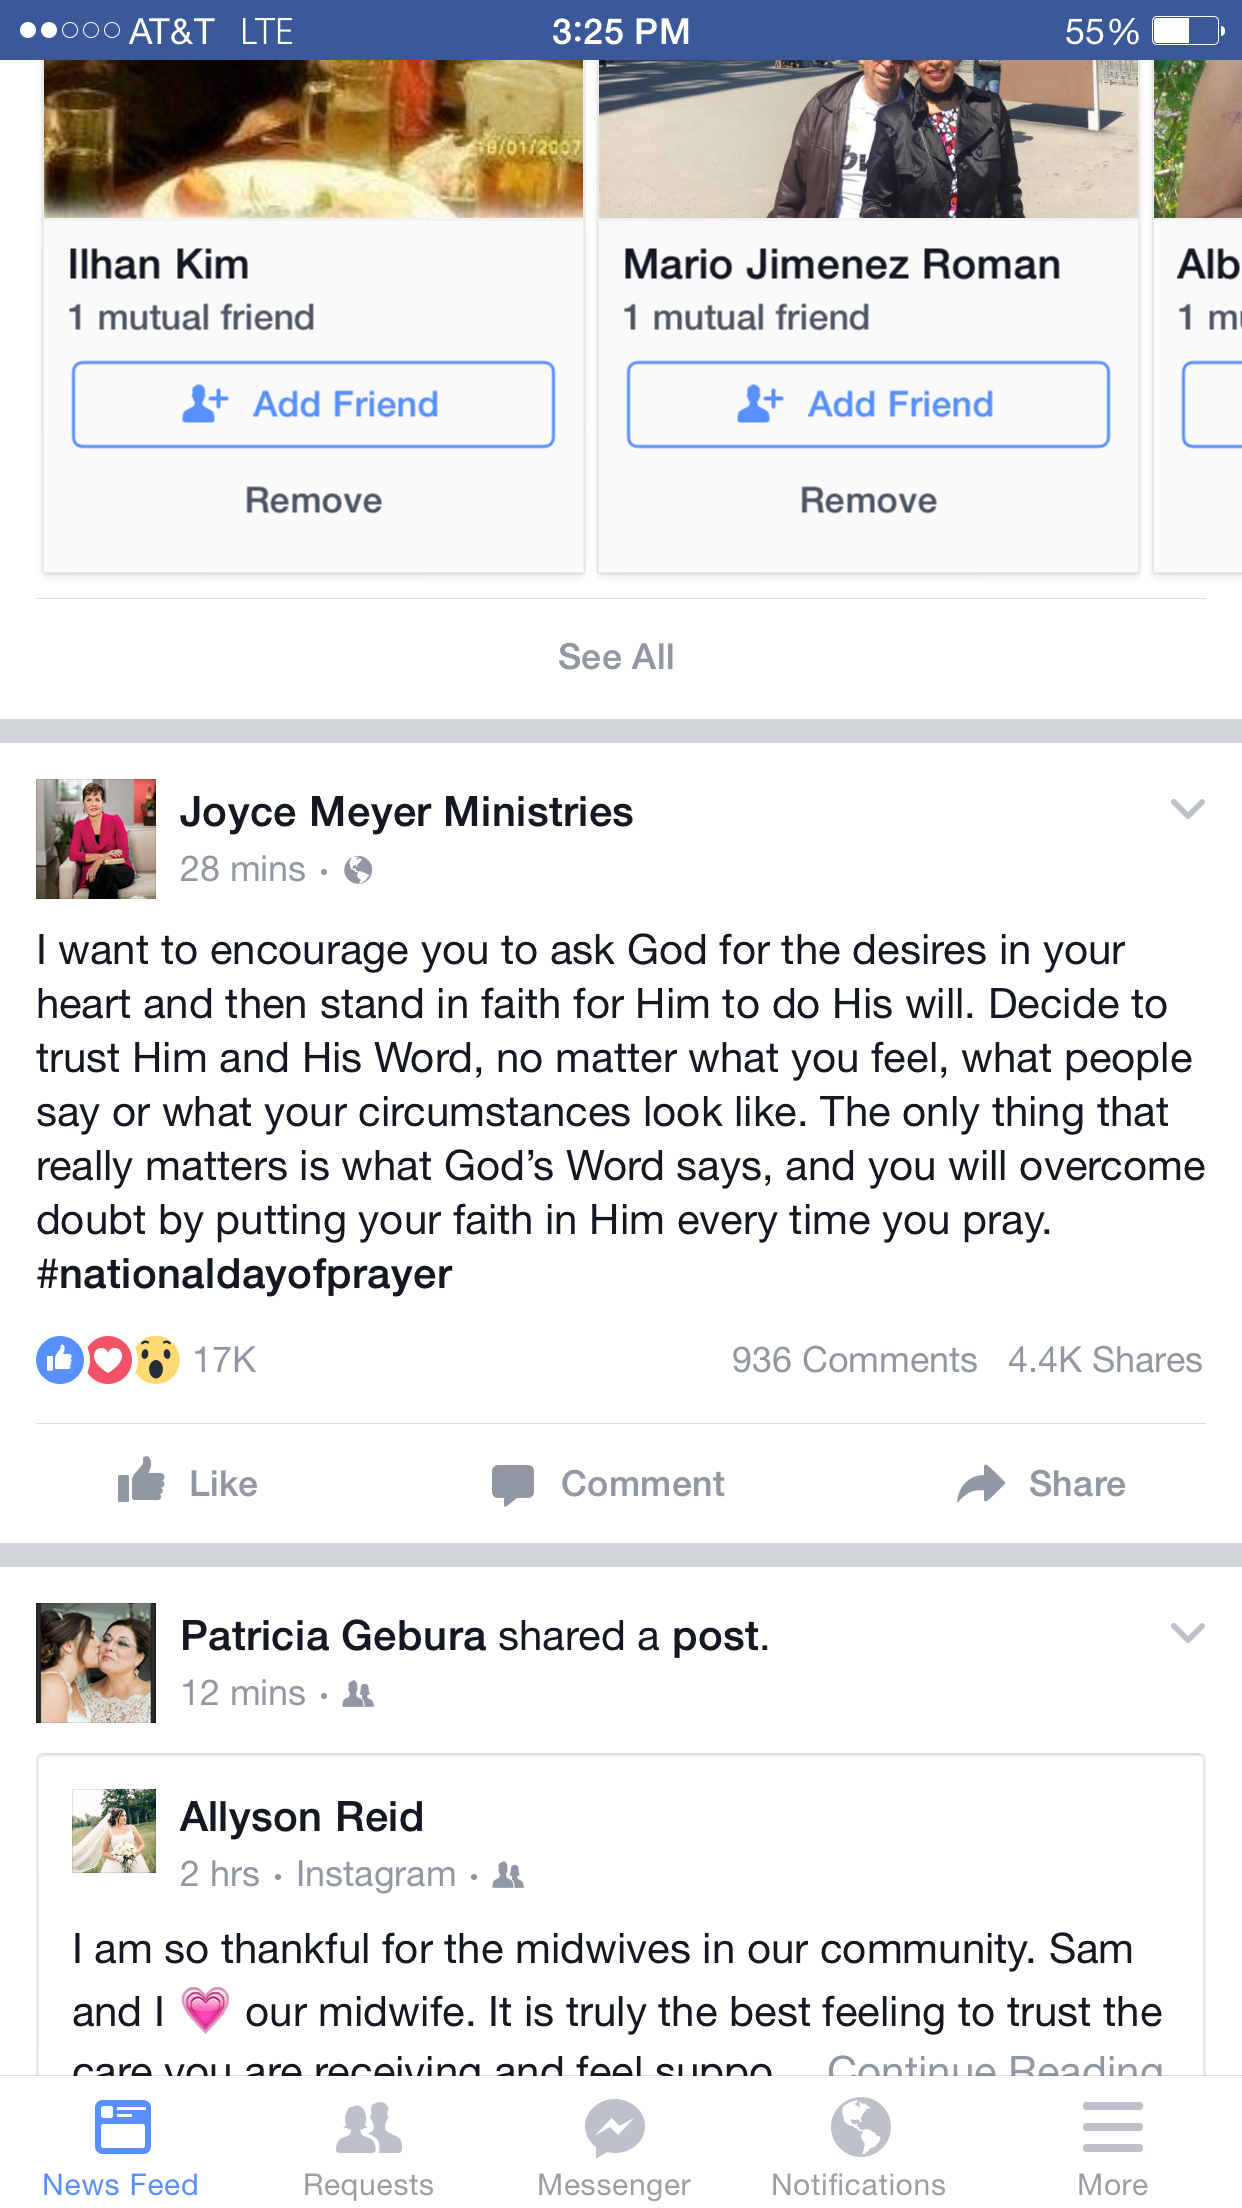 AT&T LTE 3:25 PM 55%
18/01/2007
Ilhan Kim
1 mutual friend
Add Friend
Remove
Mario Jimenez Roman
1 mutual friend
Add Friend
Remove
Alb
1 m
See All
Joyce Meyer Ministries
28 mins ·
I want to encourage you to ask God for the desires in your
heart and then stand in faith for Him to do His will. Decide to
trust Him and His Word, no matter what you feel, what people
say or what your circumstances look like. The only thing that
really matters is what God’s Word says, and you will overcome
doubt by putting your faith in Him every time you pray.
#nationaldayofprayer
17K 936 Comments 4.4K Shares
Like Comment Share
Patricia Gebura shared a post.
12 mins ·
Allyson Reid
2 hrs · Instagram ·
I am so thankful for the midwives in our community. Sam
and I 💗 our midwife. It is truly the best feeling to trust the
care you are receiving and feel suppo... Continue Reading
News Feed Requests Messenger Notifications More